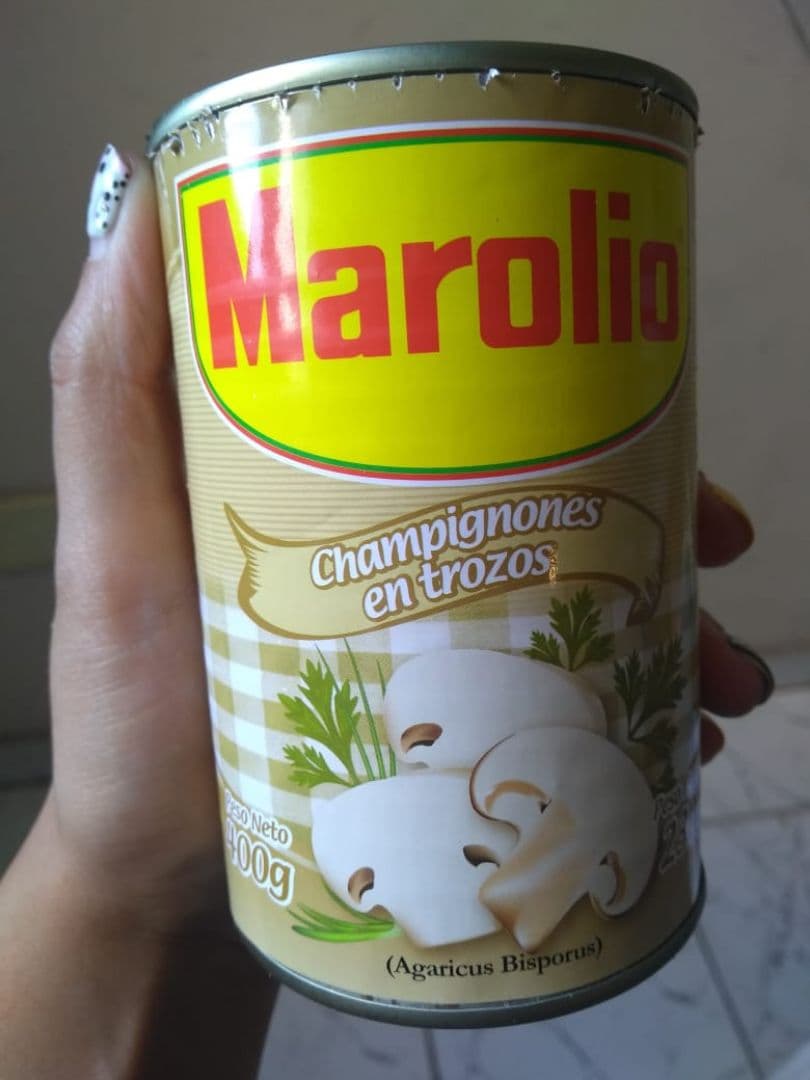 Marolio
Champignones
en trozos
Peso Neto
400g
(Agaricus Bisporus)